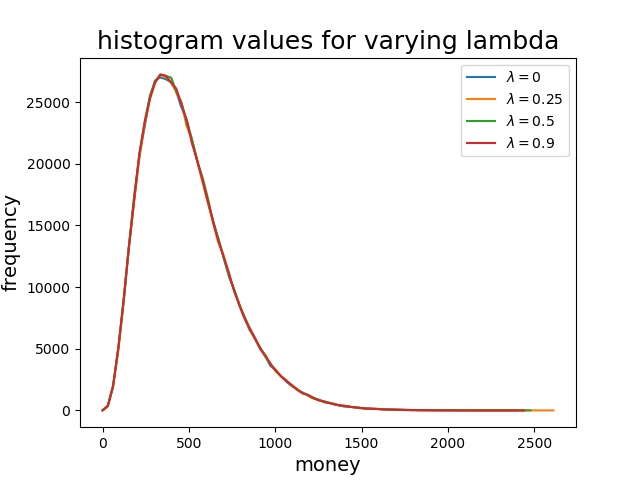 histogram values for varying lambda
λ = 0
λ = 0.25
λ = 0.5
λ = 0.9
frequency
25000
20000
15000
10000
5000
0
0 500 1000 1500 2000 2500
money